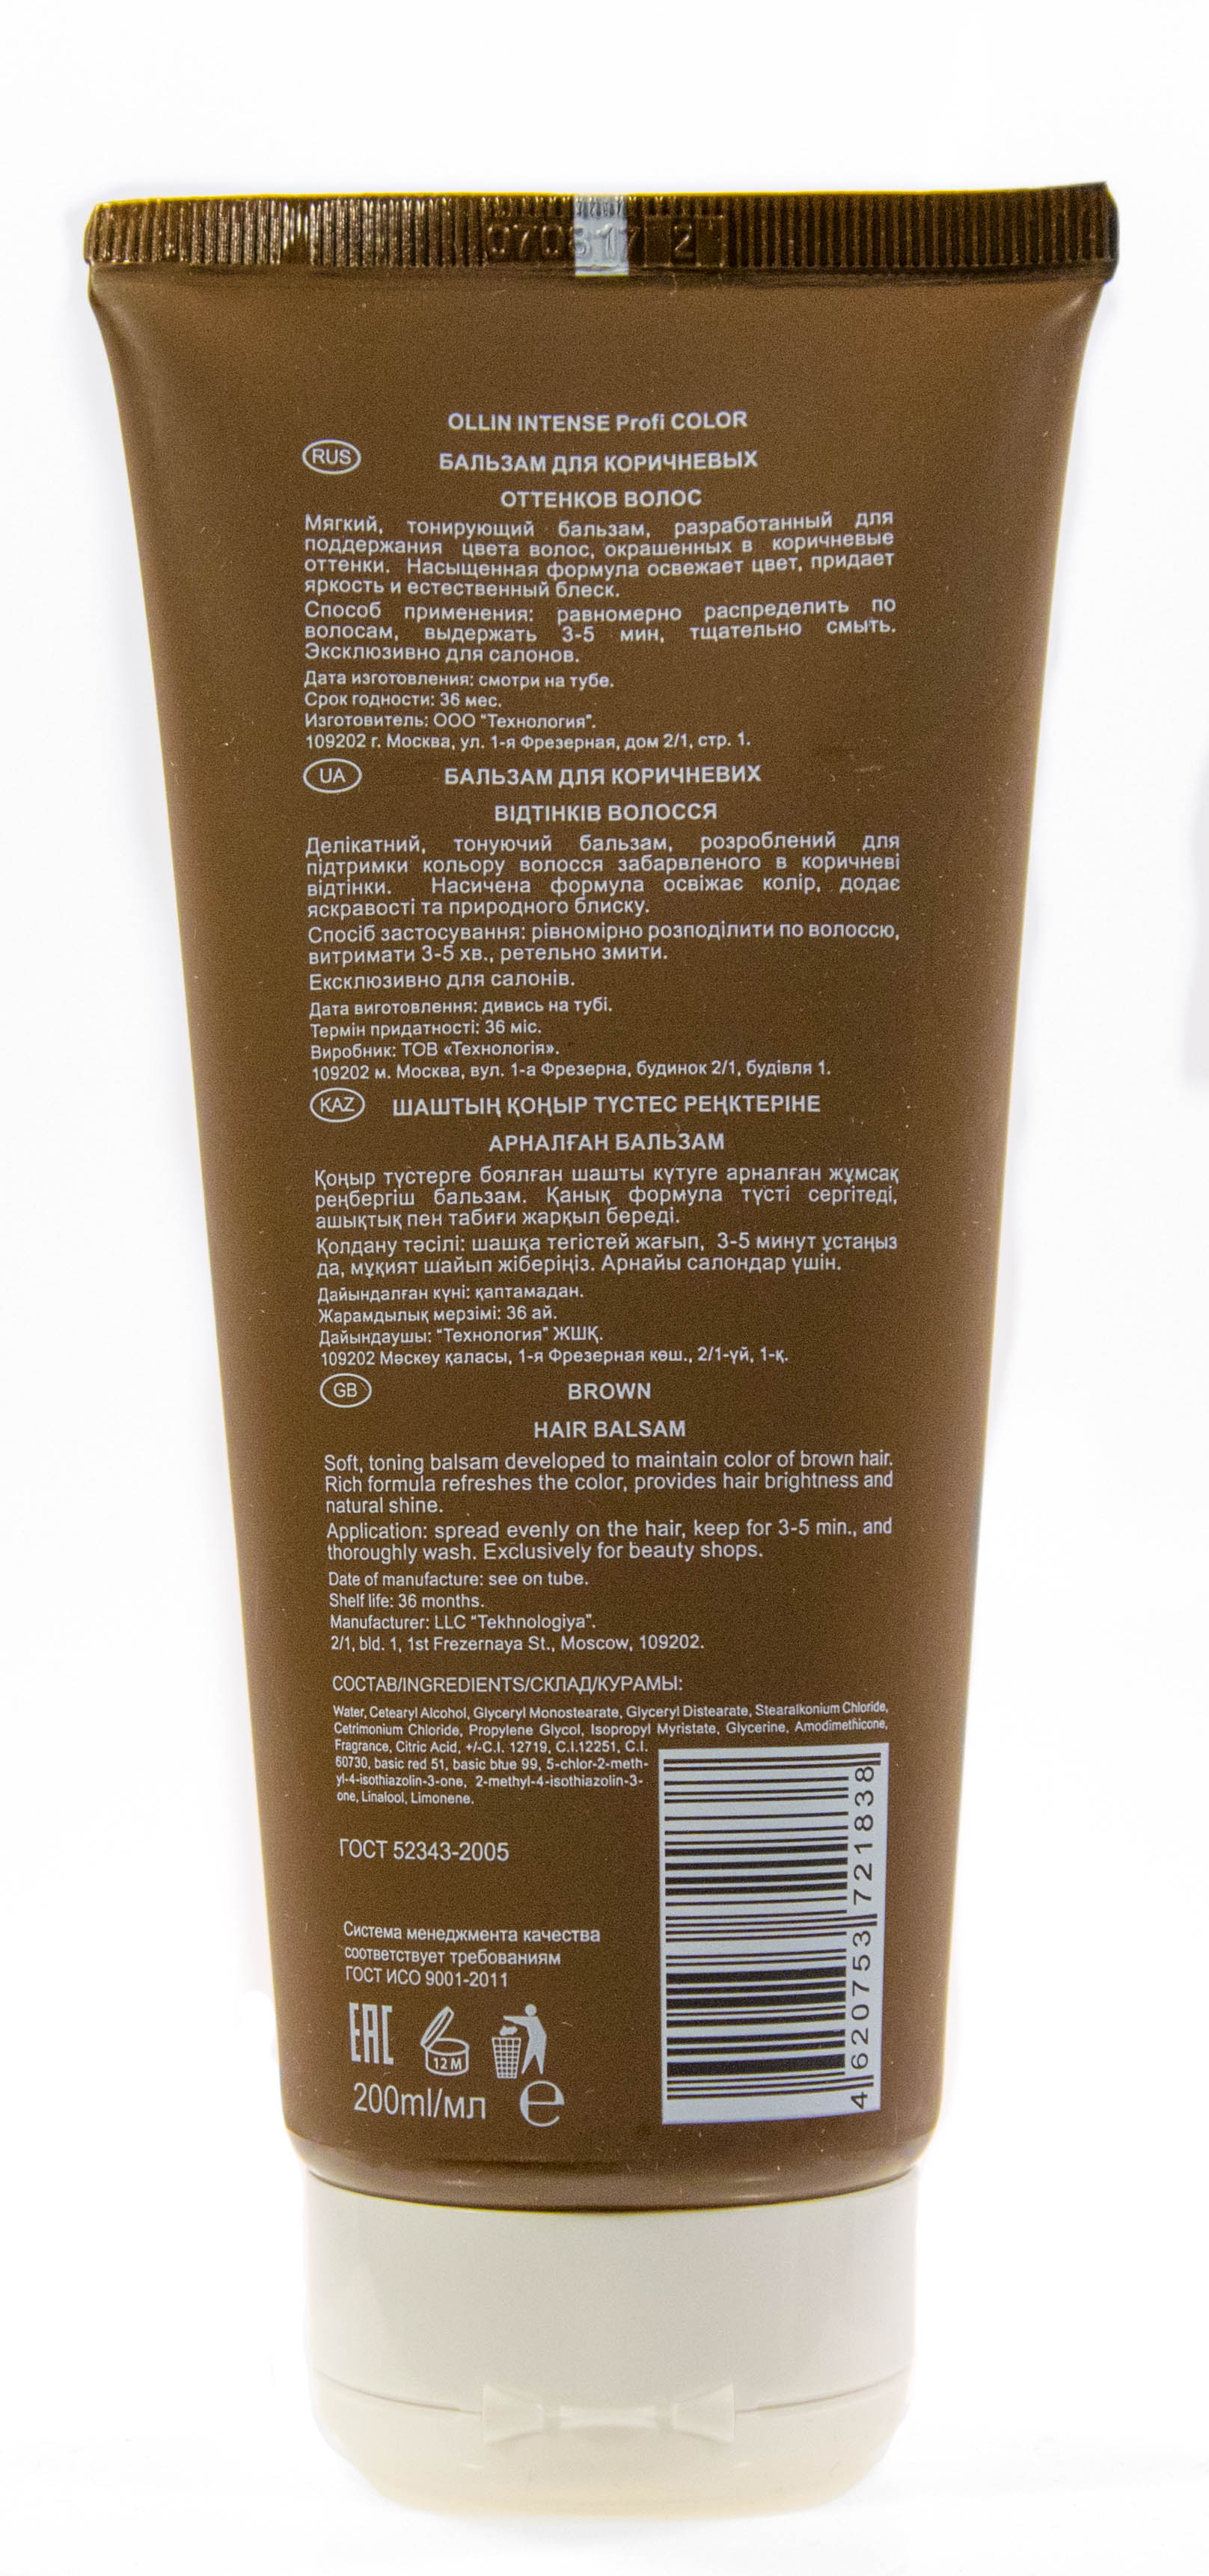 070617 2
OLLIN INTENSE Profi COLOR
RUS
БАЛЬЗАМ ДЛЯ КОРИЧНЕВЫХ
ОТТЕНКОВ ВОЛОС
Мягкий, тонирующий бальзам, разработанный для
поддержания цвета волос, окрашенных в коричневые
оттенки. Насыщенная формула освежает цвет, придает
яркость и естественный блеск.
Способ применения: равномерно распределить по
волосам, выдержать 3-5 мин, тщательно смыть.
Эксклюзивно для салонов.
Дата изготовления: смотри на тубе.
Срок годности: 36 мес.
Изготовитель: ООО "Технология".
109202 г. Москва, ул. 1-я Фрезерная, дом 2/1, стр. 1.
UA
БАЛЬЗАМ ДЛЯ КОРИЧНЕВИХ
ВІДТІНКІВ ВОЛОССЯ
Делікатний, тонуючий бальзам, розроблений для
підтримки кольору волосся забарвленого в коричневі
відтінки. Насичена формула освіжає колір, додає
яскравості та природного блиску.
Спосіб застосування: рівномірно розподілити по волоссю,
витримати 3-5 хв., ретельно змити.
Ексклюзивно для салонів.
Дата виготовлення: дивись на тубі.
Термін придатності: 36 міс.
Виробник: ТОВ «Технологія».
109202 м. Москва, вул. 1-а Фрезерна, будинок 2/1, будівля 1.
KAZ
ШАШТЫҢ ҚОҢЫР ТҮСТЕС РЕҢКТЕРІНЕ
АРНАЛҒАН БАЛЬЗАМ
Қоңыр түстерге боялған шашты күтуге арналған жұмсақ
реңбергіш бальзам. Қанық формула түсті сергітеді,
ашықтық пен табиғи жарқыл береді.
Қолдану тәсілі: шашқа тегістей жағып, 3-5 минут ұстаңыз
да, мұқият шайып жіберіңіз. Арнайы салондар үшін.
Дайындалған күні: қаптамадан.
Жарамдылық мерзімі: 36 ай.
Дайындаушы: "Технология" ЖШҚ.
109202 Мәскеу қаласы, 1-я Фрезерная көш., 2/1-үй, 1-қ.
GB
BROWN
HAIR BALSAM
Soft, toning balsam developed to maintain color of brown hair.
Rich formula refreshes the color, provides hair brightness and
natural shine.
Application: spread evenly on the hair, keep for 3-5 min., and
thoroughly wash. Exclusively for beauty shops.
Date of manufacture: see on tube.
Shelf life: 36 months.
Manufacturer: LLC "Tekhnologiya".
2/1, bld. 1, 1st Frezernaya St., Moscow, 109202.
СОСТАВ/INGREDIENTS/СКЛАД/КУРАМЫ:
Water, Cetearyl Alcohol, Glyceryl Monostearate, Glyceryl Distearate, Stearalkonium Chloride,
Cetrimonium Chloride, Propylene Glycol, Isopropyl Myristate, Glycerine, Amodimethicone,
Fragrance, Citric Acid, +/-C.I. 12719, C.I.12251, C.I.
60730, basic red 51, basic blue 99, 5-chlor-2-meth-
yl-4-isothiazolin-3-one, 2-methyl-4-isothiazolin-3-
one, Linalool, Limonene.
ГОСТ 52343-2005
Система менеджмента качества
соответствует требованиям
ГОСТ ИСО 9001-2011
EAC
12 M
200ml/мл e
4 620753 721838